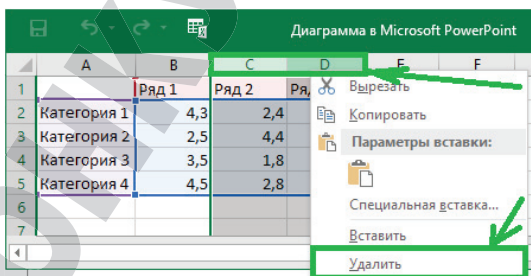 Диаграмма в Microsoft PowerPoint
A B C D E F
1 Ряд 1 Ряд 2 Вырезать
2 Категория 1 4,3 2,4 Копировать
3 Категория 2 2,5 4,4 Параметры вставки:
4 Категория 3 3,5 1,8
5 Категория 4 4,5 2,8 Специальная вставка...
6 Вставить
7 Удалить